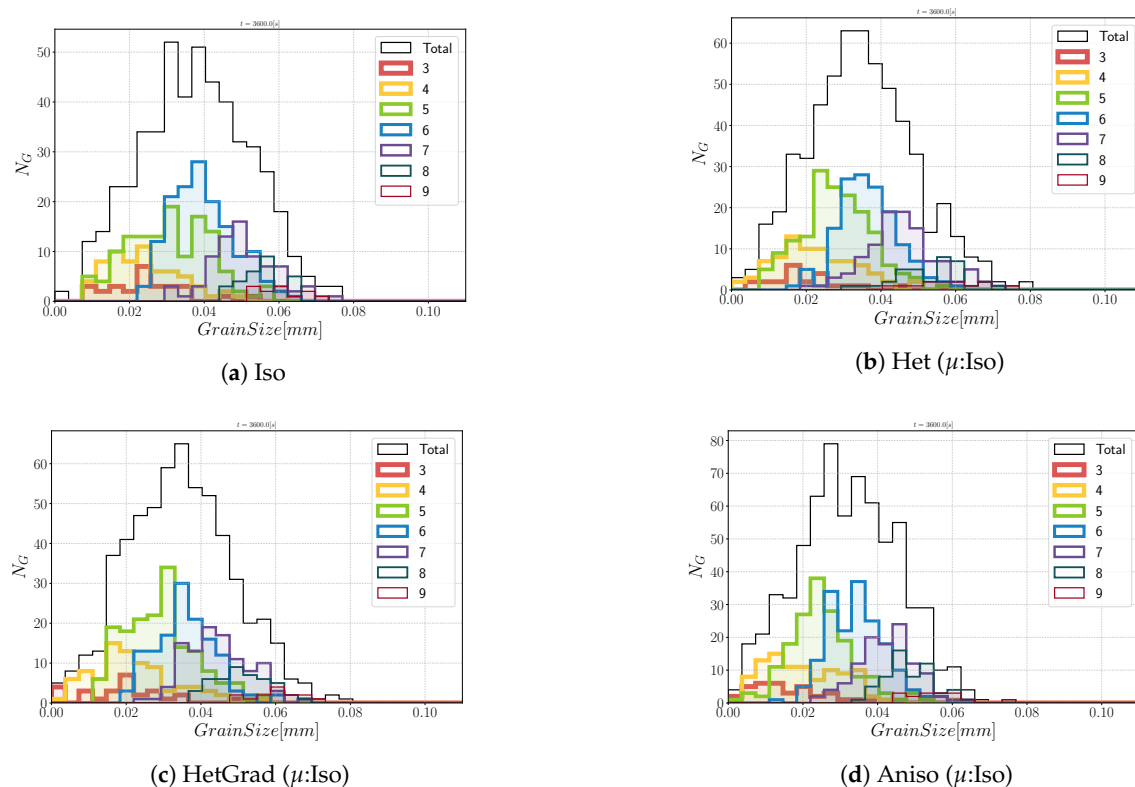 t = 3600.0[s]
50
40
30
20
10
0
N_G
0.00 0.02 0.04 0.06 0.08 0.10
GrainSize[mm]
Total
3
4
5
6
7
8
9
(a) Iso
t = 3600.0[s]
60
50
40
30
20
10
0
N_G
0.00 0.02 0.04 0.06 0.08 0.10
GrainSize[mm]
Total
3
4
5
6
7
8
9
(b) Het (μ:Iso)
t = 3600.0[s]
60
50
40
30
20
10
0
N_G
0.00 0.02 0.04 0.06 0.08 0.10
GrainSize[mm]
Total
3
4
5
6
7
8
9
(c) HetGrad (μ:Iso)
t = 3600.0[s]
80
70
60
50
40
30
20
10
0
N_G
0.00 0.02 0.04 0.06 0.08 0.10
GrainSize[mm]
Total
3
4
5
6
7
8
9
(d) Aniso (μ:Iso)